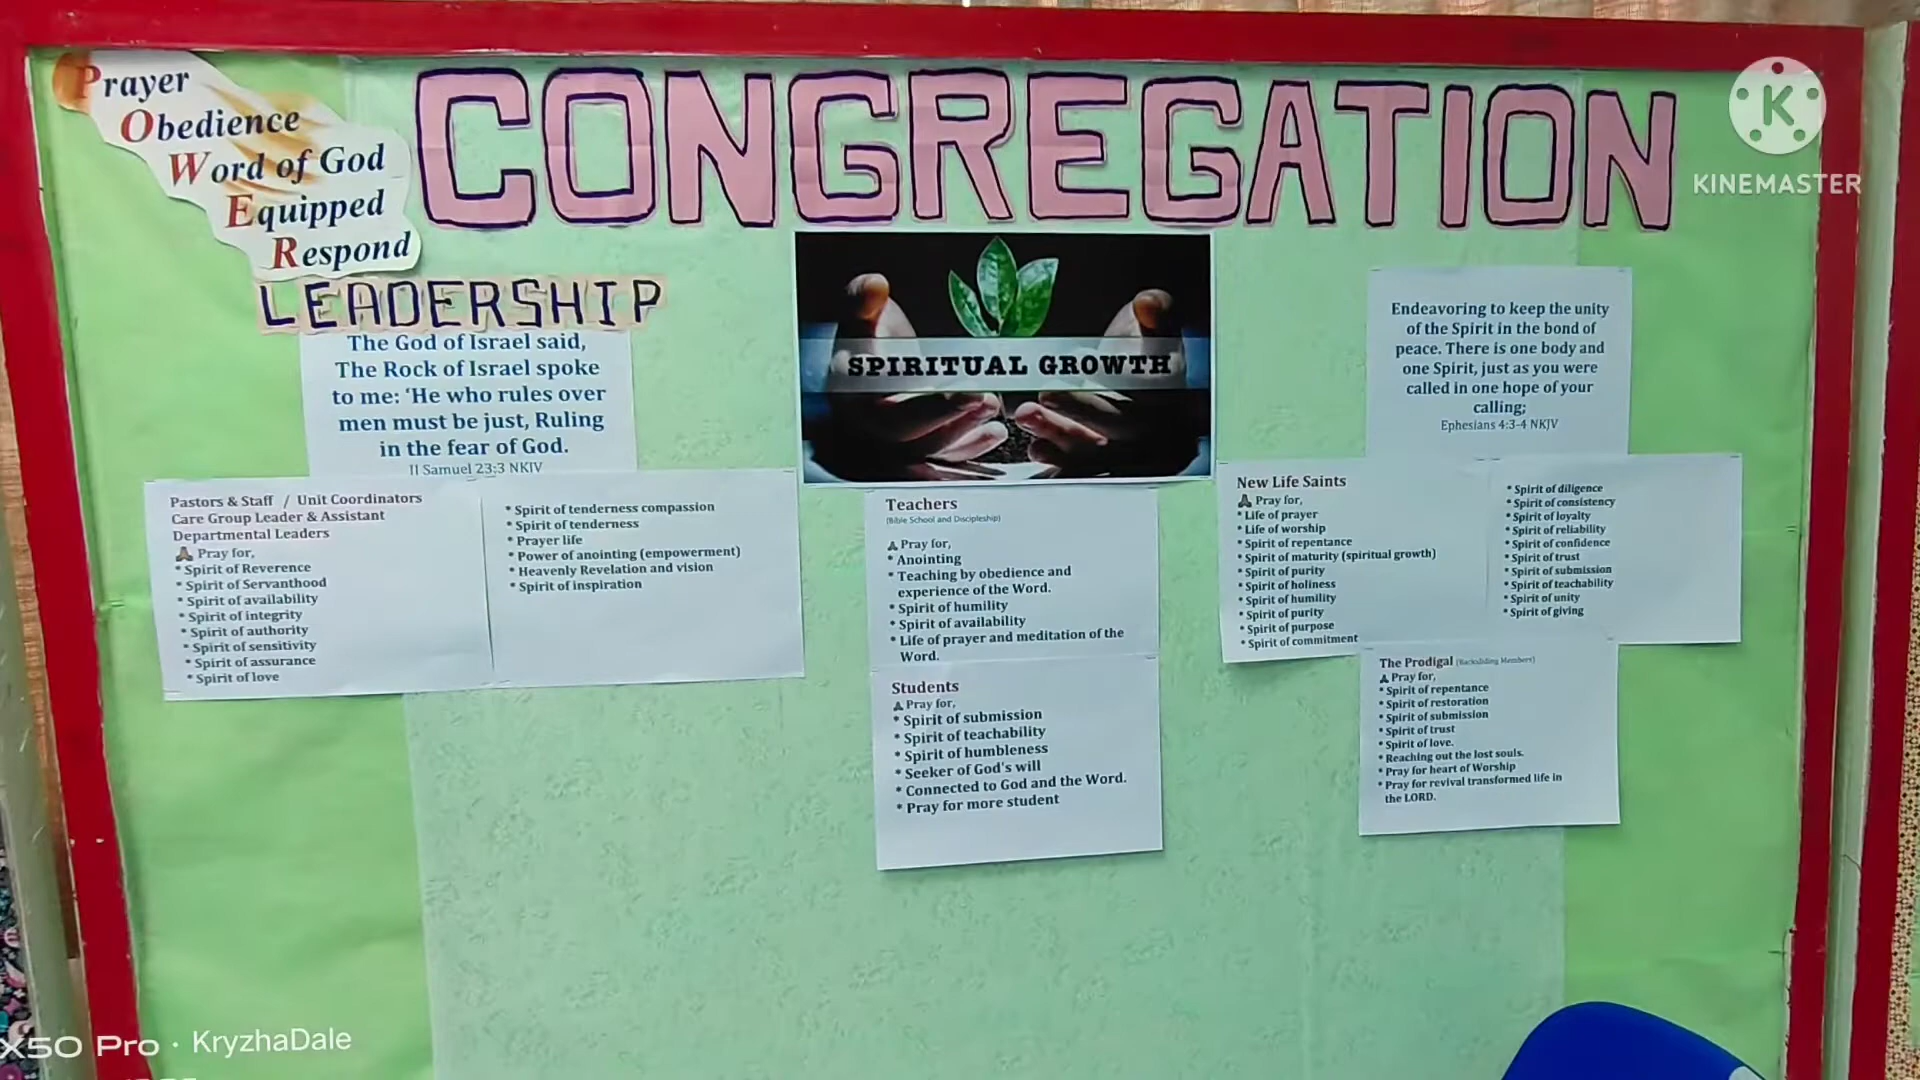 Prayer
Obedience
Word of God
Equipped
Respond
CONGREGATION
KINEMASTER
LEADERSHIP
The God of Israel said,
The Rock of Israel spoke
to me: ‘He who rules over
men must be just, Ruling
in the fear of God.
II Samuel 23:3 NKJV
SPIRITUAL GROWTH
Endeavoring to keep the unity
of the Spirit in the bond of
peace. There is one body and
one Spirit, just as you were
called in one hope of your
calling;
Ephesians 4:3-4 NKJV
Pastors & Staff / Unit Coordinators
Care Group Leader & Assistant
Departmental Leaders
Pray for,
* Spirit of Reverence
* Spirit of Servanthood
* Spirit of availability
* Spirit of integrity
* Spirit of authority
* Spirit of sensitivity
* Spirit of assurance
* Spirit of love
* Spirit of tenderness compassion
* Spirit of tenderness
* Prayer life
* Power of anointing (empowerment)
* Heavenly Revelation and vision
* Spirit of inspiration
Teachers
(Bible School and Discipleship)
Pray for,
* Anointing
* Teaching by obedience and
experience of the Word.
* Spirit of humility
* Spirit of availability
* Life of prayer and meditation of the
Word.
Students
Pray for,
* Spirit of submission
* Spirit of teachability
* Spirit of humbleness
* Seeker of God's will
* Connected to God and the Word.
* Pray for more student
New Life Saints
Pray for,
* Life of prayer
* Life of worship
* Spirit of repentance
* Spirit of maturity (spiritual growth)
* Spirit of purity
* Spirit of holiness
* Spirit of humility
* Spirit of purity
* Spirit of purpose
* Spirit of commitment
* Spirit of diligence
* Spirit of consistency
* Spirit of loyalty
* Spirit of reliability
* Spirit of confidence
* Spirit of trust
* Spirit of submission
* Spirit of teachability
* Spirit of unity
* Spirit of giving
The Prodigal (Backsliding Members)
Pray for,
* Spirit of repentance
* Spirit of restoration
* Spirit of submission
* Spirit of trust
* Spirit of love.
* Reaching out the lost souls.
* Pray for heart of Worship
* Pray for revival transformed life in
the LORD.
X50 Pro · KryzhaDale